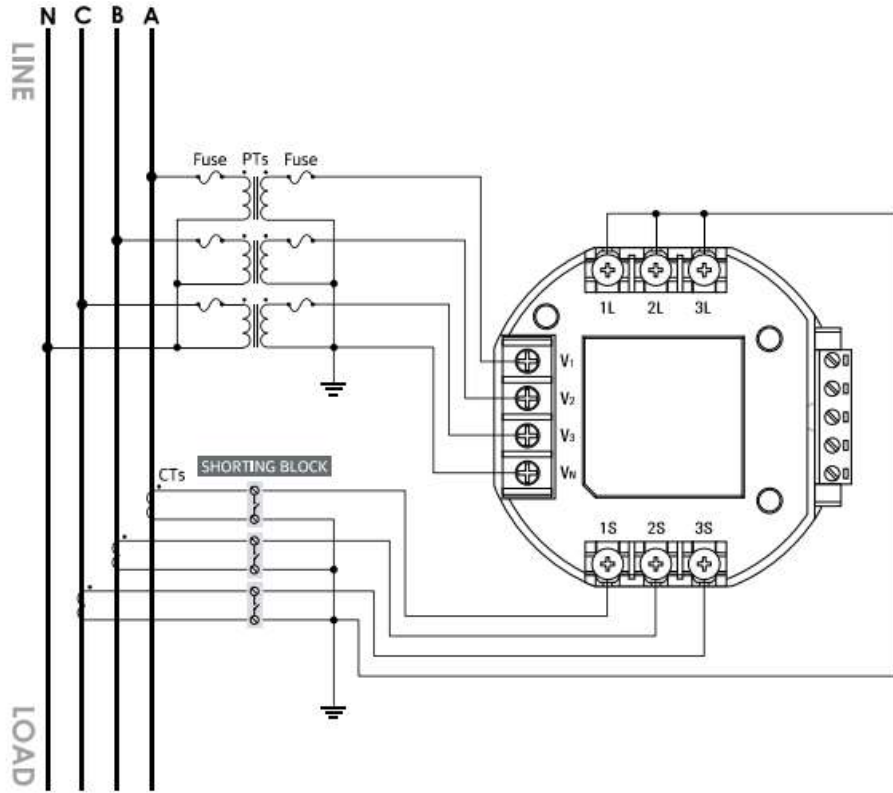 N C B A
LINE
Fuse PTs Fuse
1L 2L 3L
V1
V2
V3
VN
SHORTING BLOCK
CTs
1S 2S 3S
LOAD